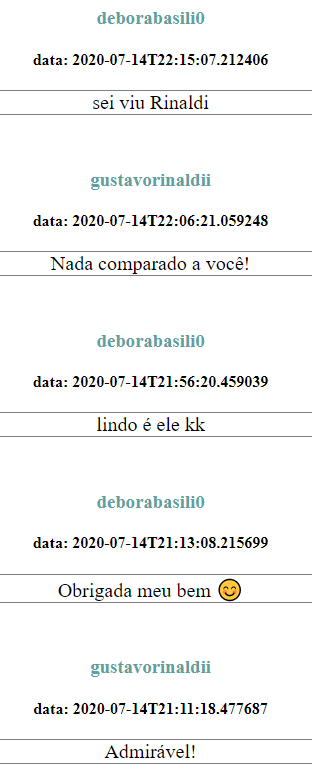 deborabasili0
data: 2020-07-14T22:15:07.212406
sei viu Rinaldi
gustavorinaldii
data: 2020-07-14T22:06:21.059248
Nada comparado a você!
deborabasili0
data: 2020-07-14T21:56:20.459039
lindo é ele kk
deborabasili0
data: 2020-07-14T21:13:08.215699
Obrigada meu bem 😊
gustavorinaldii
data: 2020-07-14T21:11:18.477687
Admirável!